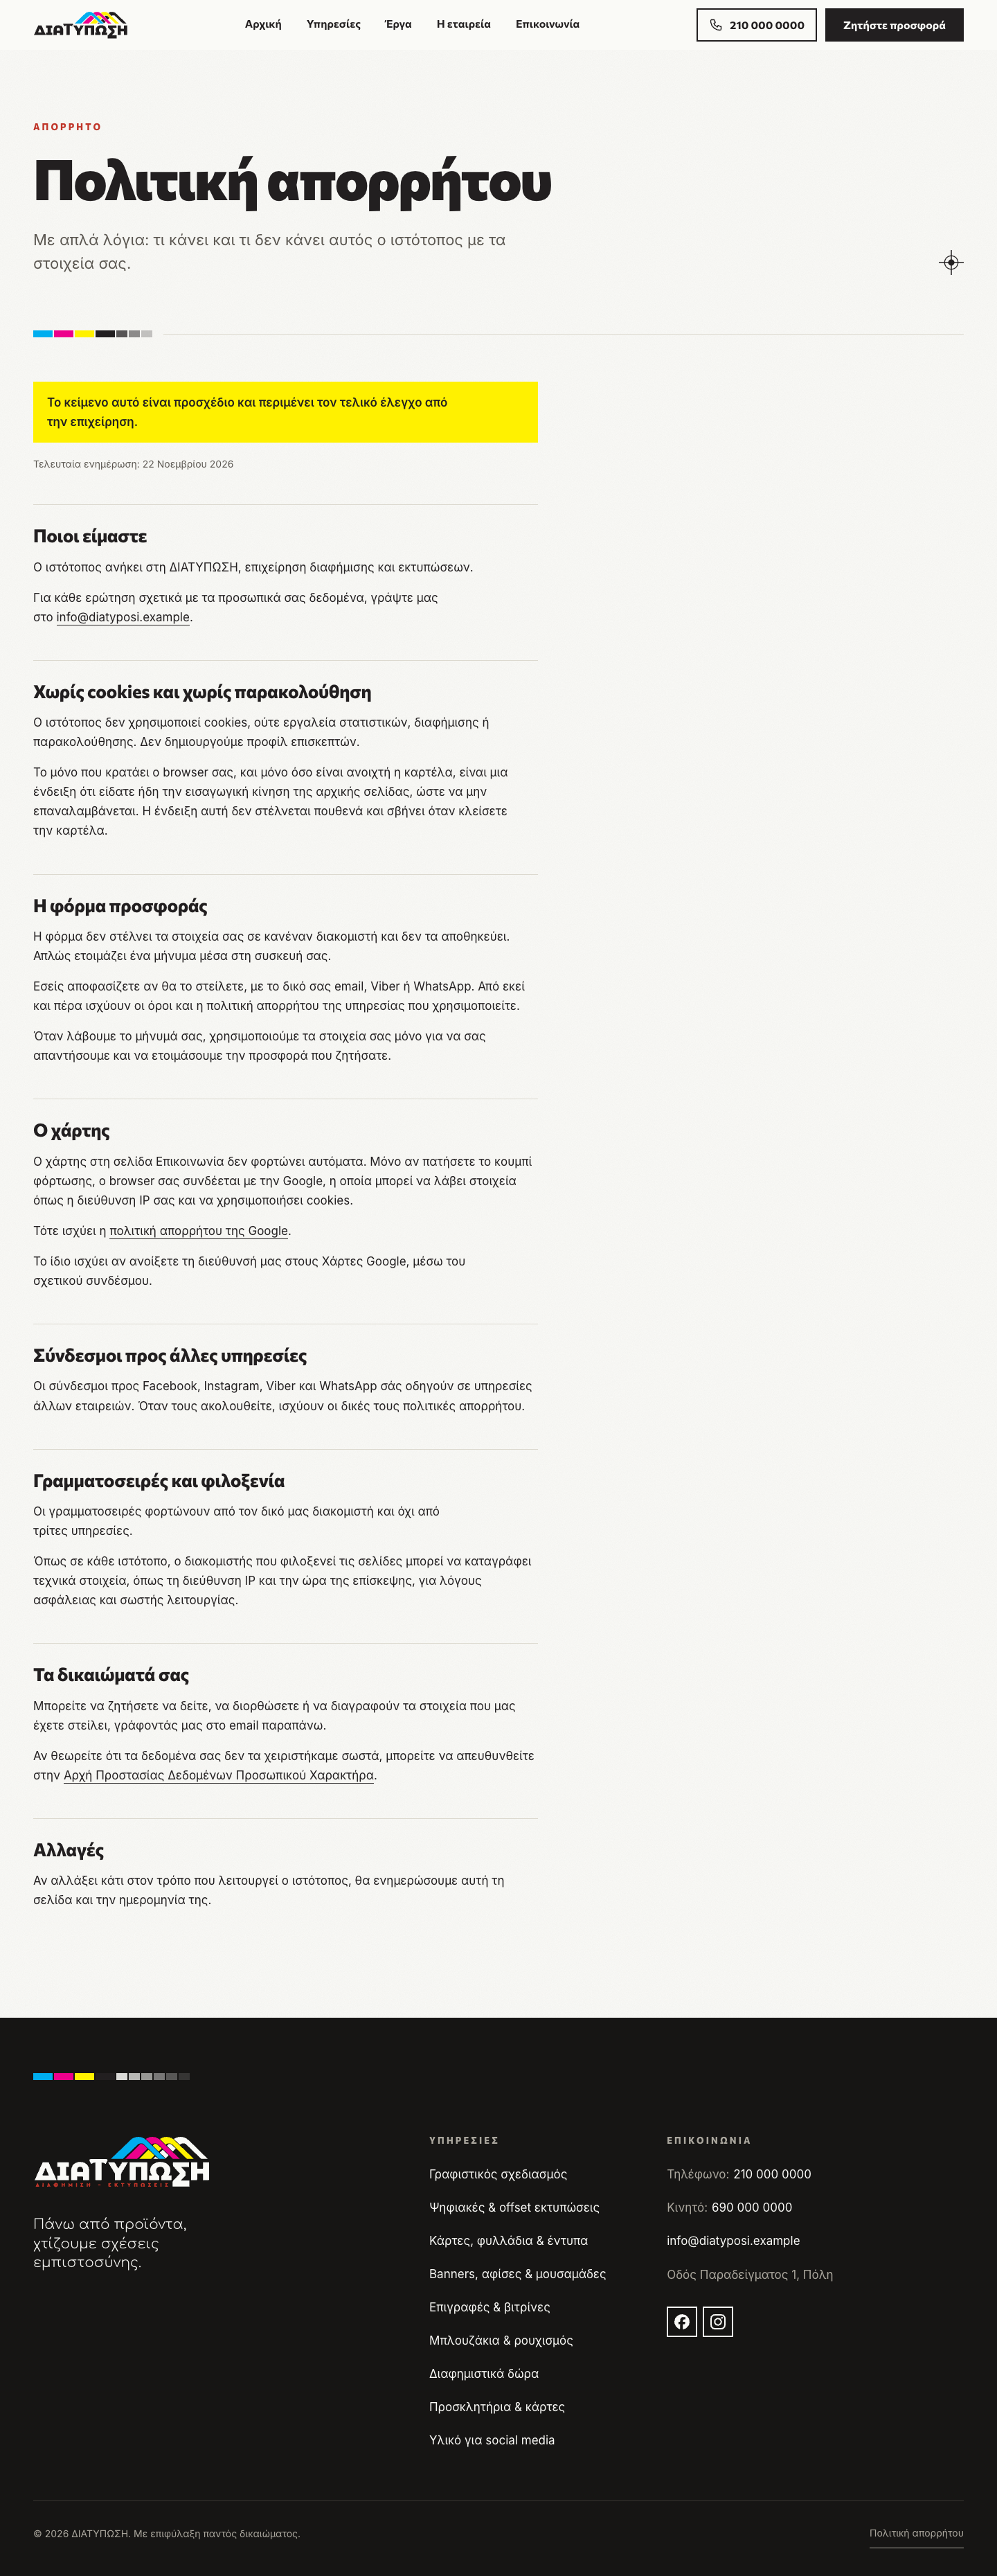 ΔΙΑΤΥΠΩΣΗ
Αρχική
Υπηρεσίες
Έργα
Η εταιρεία
Επικοινωνία
210 000 0000
Ζητήστε προσφορά
ΑΠΟΡΡΗΤΟ
Πολιτική απορρήτου
Με απλά λόγια: τι κάνει και τι δεν κάνει αυτός ο ιστότοπος με τα
στοιχεία σας.
Το κείμενο αυτό είναι προσχέδιο και περιμένει τον τελικό έλεγχο από
την επιχείρηση.
Τελευταία ενημέρωση: 22 Νοεμβρίου 2026
Ποιοι είμαστε
Ο ιστότοπος ανήκει στη ΔΙΑΤΥΠΩΣΗ, επιχείρηση διαφήμισης και εκτυπώσεων.
Για κάθε ερώτηση σχετικά με τα προσωπικά σας δεδομένα, γράψτε μας
στο info@diatyposi.example.
Χωρίς cookies και χωρίς παρακολούθηση
Ο ιστότοπος δεν χρησιμοποιεί cookies, ούτε εργαλεία στατιστικών, διαφήμισης ή
παρακολούθησης. Δεν δημιουργούμε προφίλ επισκεπτών.
Το μόνο που κρατάει ο browser σας, και μόνο όσο είναι ανοιχτή η καρτέλα, είναι μια
ένδειξη ότι είδατε ήδη την εισαγωγική κίνηση της αρχικής σελίδας, ώστε να μην
επαναλαμβάνεται. Η ένδειξη αυτή δεν στέλνεται πουθενά και σβήνει όταν κλείσετε
την καρτέλα.
Η φόρμα προσφοράς
Η φόρμα δεν στέλνει τα στοιχεία σας σε κανέναν διακομιστή και δεν τα αποθηκεύει.
Απλώς ετοιμάζει ένα μήνυμα μέσα στη συσκευή σας.
Εσείς αποφασίζετε αν θα το στείλετε, με το δικό σας email, Viber ή WhatsApp. Από εκεί
και πέρα ισχύουν οι όροι και η πολιτική απορρήτου της υπηρεσίας που χρησιμοποιείτε.
Όταν λάβουμε το μήνυμά σας, χρησιμοποιούμε τα στοιχεία σας μόνο για να σας
απαντήσουμε και να ετοιμάσουμε την προσφορά που ζητήσατε.
Ο χάρτης
Ο χάρτης στη σελίδα Επικοινωνία δεν φορτώνει αυτόματα. Μόνο αν πατήσετε το κουμπί
φόρτωσης, ο browser σας συνδέεται με την Google, η οποία μπορεί να λάβει στοιχεία
όπως η διεύθυνση IP σας και να χρησιμοποιήσει cookies.
Τότε ισχύει η πολιτική απορρήτου της Google.
Το ίδιο ισχύει αν ανοίξετε τη διεύθυνσή μας στους Χάρτες Google, μέσω του
σχετικού συνδέσμου.
Σύνδεσμοι προς άλλες υπηρεσίες
Οι σύνδεσμοι προς Facebook, Instagram, Viber και WhatsApp σάς οδηγούν σε υπηρεσίες
άλλων εταιρειών. Όταν τους ακολουθείτε, ισχύουν οι δικές τους πολιτικές απορρήτου.
Γραμματοσειρές και φιλοξενία
Οι γραμματοσειρές φορτώνουν από τον δικό μας διακομιστή και όχι από
τρίτες υπηρεσίες.
Όπως σε κάθε ιστότοπο, ο διακομιστής που φιλοξενεί τις σελίδες μπορεί να καταγράφει
τεχνικά στοιχεία, όπως τη διεύθυνση IP και την ώρα της επίσκεψης, για λόγους
ασφάλειας και σωστής λειτουργίας.
Τα δικαιώματά σας
Μπορείτε να ζητήσετε να δείτε, να διορθώσετε ή να διαγραφούν τα στοιχεία που μας
έχετε στείλει, γράφοντάς μας στο email παραπάνω.
Αν θεωρείτε ότι τα δεδομένα σας δεν τα χειριστήκαμε σωστά, μπορείτε να απευθυνθείτε
στην Αρχή Προστασίας Δεδομένων Προσωπικού Χαρακτήρα.
Αλλαγές
Αν αλλάξει κάτι στον τρόπο που λειτουργεί ο ιστότοπος, θα ενημερώσουμε αυτή τη
σελίδα και την ημερομηνία της.
ΔΙΑΤΥΠΩΣΗ
ΔΙΑΦΗΜΙΣΗ - ΕΚΤΥΠΩΣΕΙΣ
Πάνω από προϊόντα,
χτίζουμε σχέσεις
εμπιστοσύνης.
ΥΠΗΡΕΣΙΕΣ
Γραφιστικός σχεδιασμός
Ψηφιακές & offset εκτυπώσεις
Κάρτες, φυλλάδια & έντυπα
Banners, αφίσες & μουσαμάδες
Επιγραφές & βιτρίνες
Μπλουζάκια & ρουχισμός
Διαφημιστικά δώρα
Προσκλητήρια & κάρτες
Υλικό για social media
ΕΠΙΚΟΙΝΩΝΙΑ
Τηλέφωνο: 210 000 0000
Κινητό: 690 000 0000
info@diatyposi.example
Οδός Παραδείγματος 1, Πόλη
© 2026 ΔΙΑΤΥΠΩΣΗ. Με επιφύλαξη παντός δικαιώματος.
Πολιτική απορρήτου